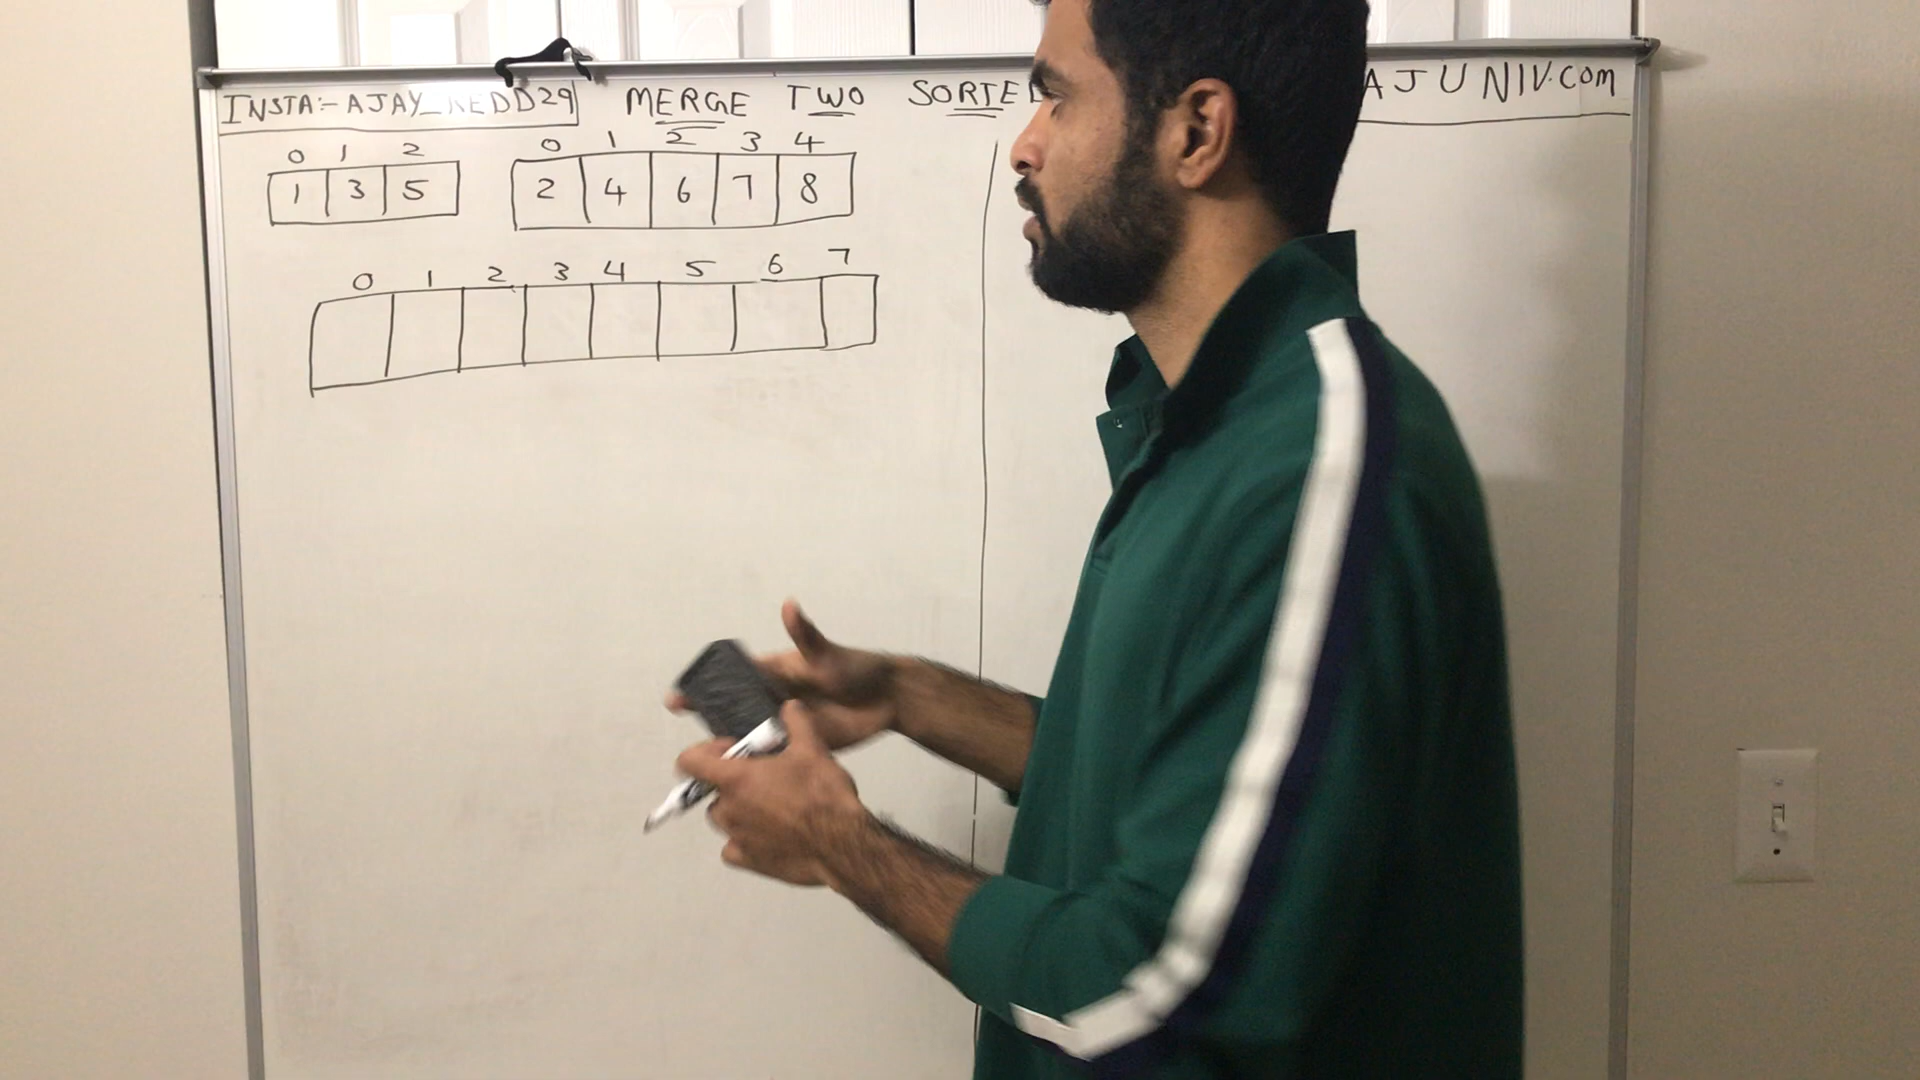 INSTA:- AJAY_REDD29 MERGE TWO SORTED AJUNIV.COM
0 1 2 0 1 2 3 4
1 3 5 2 4 6 7 8
0 1 2 3 4 5 6 7